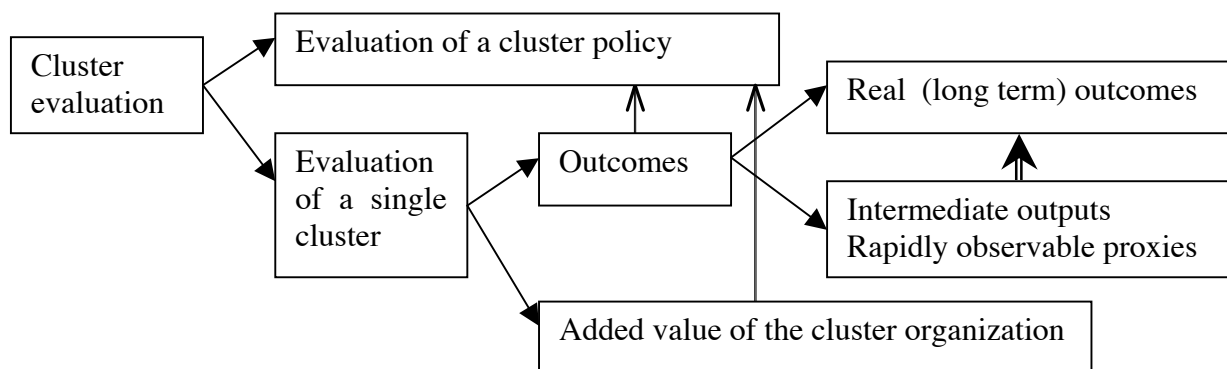 Cluster
evaluation
Evaluation of a cluster policy
Evaluation
of a single
cluster
Outcomes
Real (long term) outcomes
Intermediate outputs
Rapidly observable proxies
Added value of the cluster organization